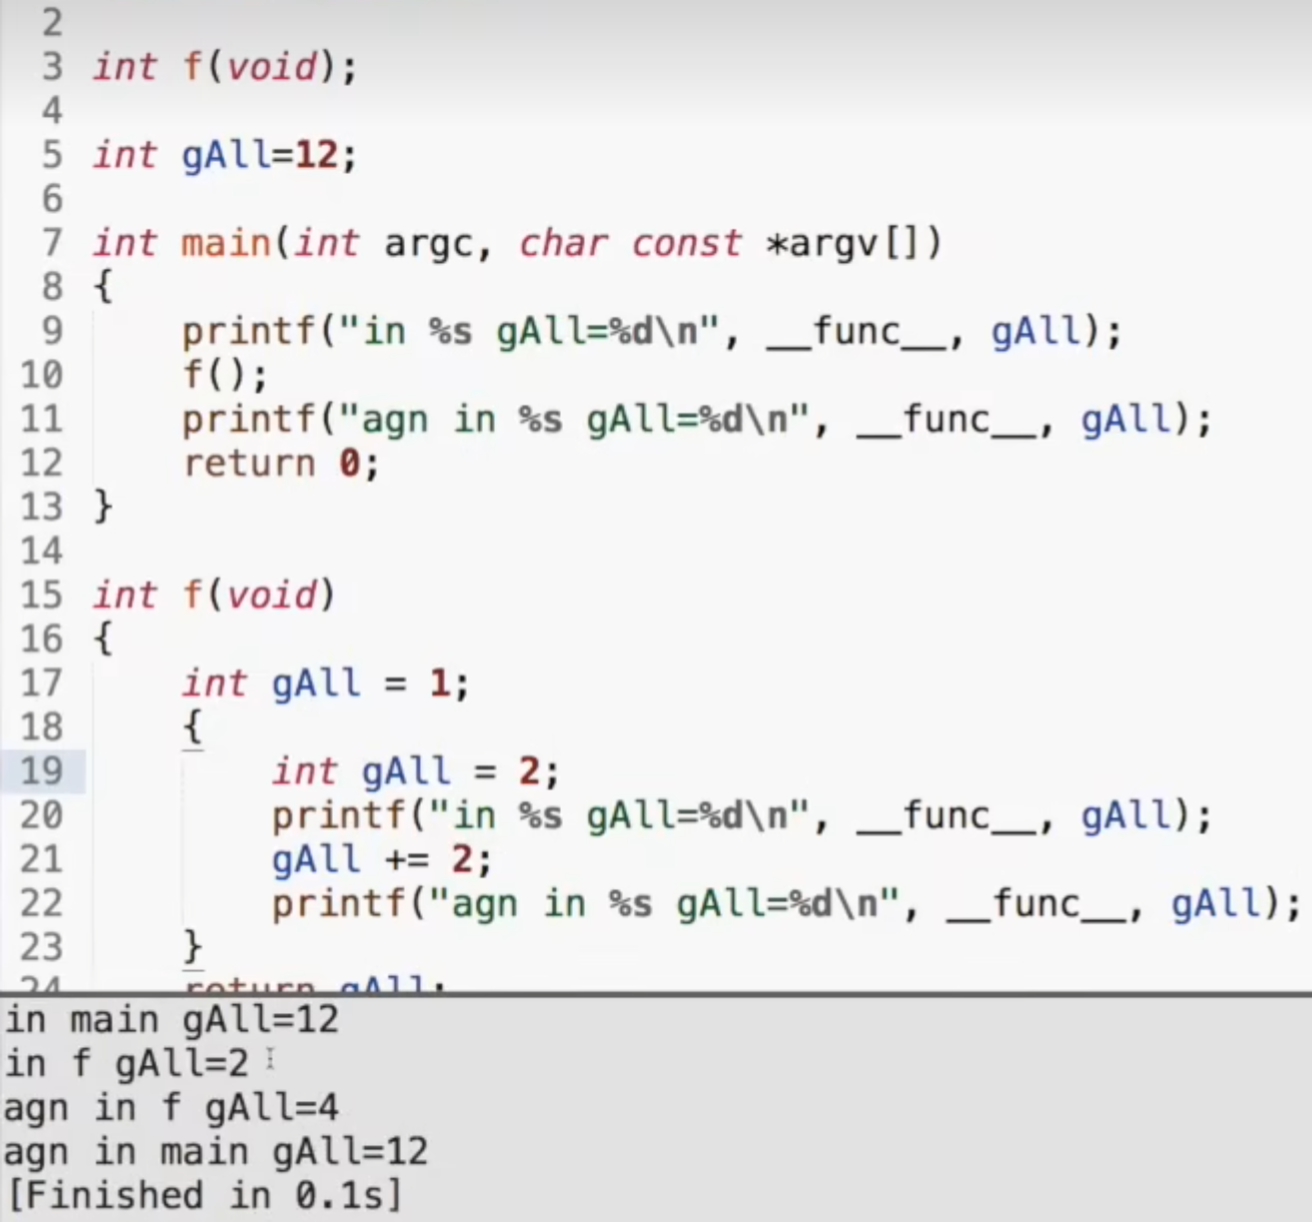 2
3 int f(void);
4
5 int gAll=12;
6
7 int main(int argc, char const *argv[])
8 {
9     printf("in %s gAll=%d\n", __func__, gAll);
10     f();
11     printf("agn in %s gAll=%d\n", __func__, gAll);
12     return 0;
13 }
14
15 int f(void)
16 {
17     int gAll = 1;
18     {
19         int gAll = 2;
20         printf("in %s gAll=%d\n", __func__, gAll);
21         gAll += 2;
22         printf("agn in %s gAll=%d\n", __func__, gAll);
23     }
24     return gAll;
in main gAll=12
in f gAll=2
agn in f gAll=4
agn in main gAll=12
[Finished in 0.1s]